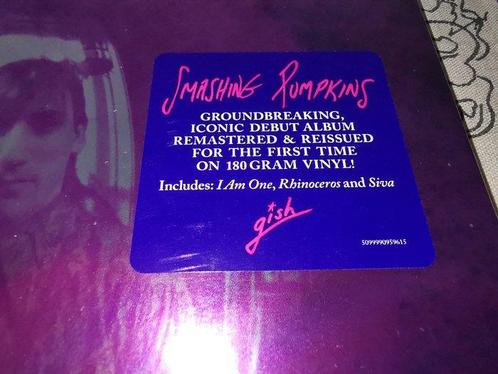 SMASHING PUMPKINS
GROUNDBREAKING,
ICONIC DEBUT ALBUM
REMASTERED & REISSUED
FOR THE FIRST TIME
ON 180 GRAM VINYL!
Includes: I Am One, Rhinoceros and Siva
gish
5099990959615